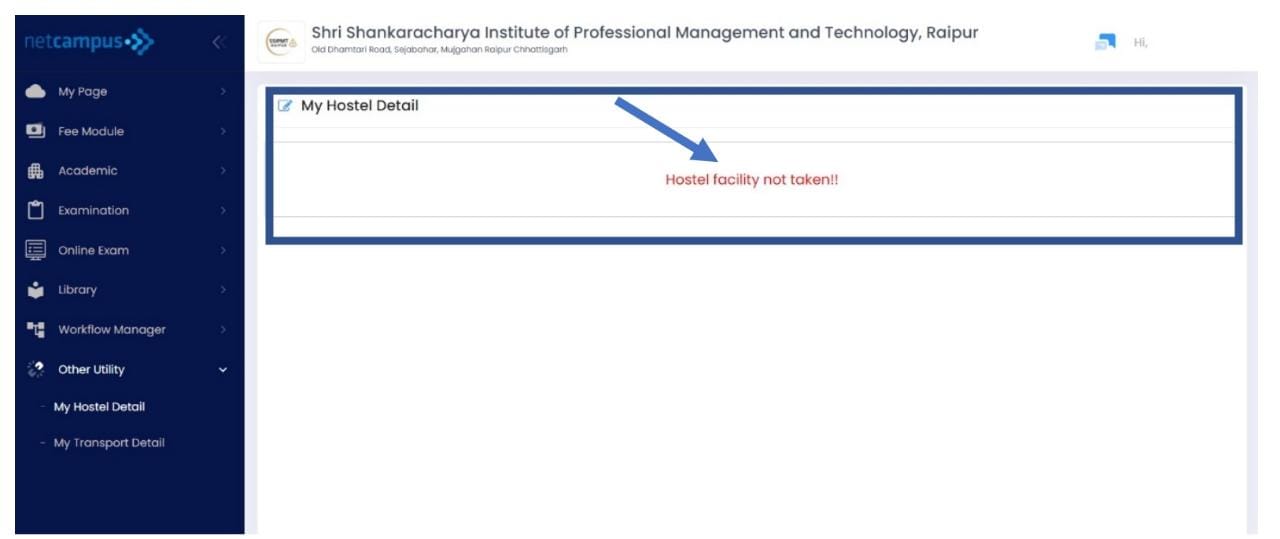 netcampus
Shri Shankaracharya Institute of Professional Management and Technology, Raipur
Old Dhamtari Road, Sejabahar, Mujgahan Raipur Chhattisgarh
Hi,
My Page
Fee Module
Academic
Examination
Online Exam
Library
Workflow Manager
Other Utility
- My Hostel Detail
- My Transport Detail
My Hostel Detail
Hostel facility not taken!!